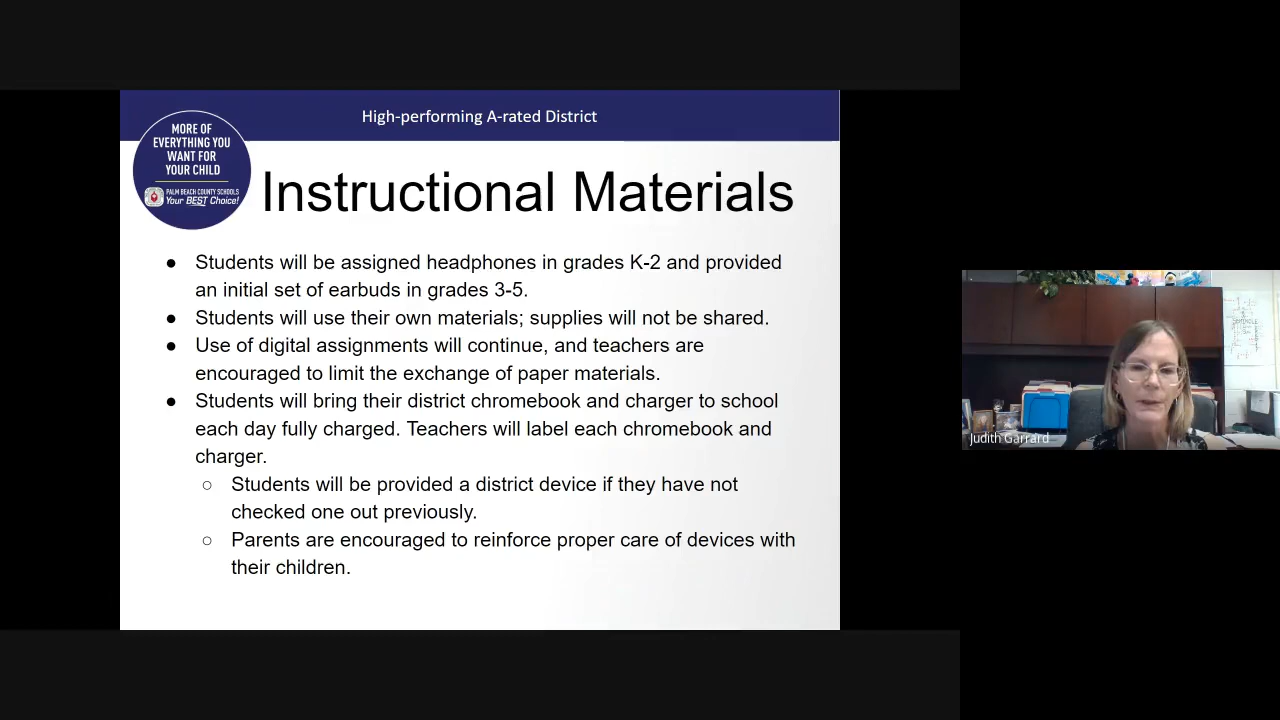 High-performing A-rated District
MORE OF
EVERYTHING YOU
WANT FOR
YOUR CHILD
PALM BEACH COUNTY SCHOOLS
Your BEST Choice!
Instructional Materials
● Students will be assigned headphones in grades K-2 and provided
an initial set of earbuds in grades 3-5.
● Students will use their own materials; supplies will not be shared.
● Use of digital assignments will continue, and teachers are
encouraged to limit the exchange of paper materials.
● Students will bring their district chromebook and charger to school
each day fully charged. Teachers will label each chromebook and
charger.
○ Students will be provided a district device if they have not
checked one out previously.
○ Parents are encouraged to reinforce proper care of devices with
their children.
Judith Garrard